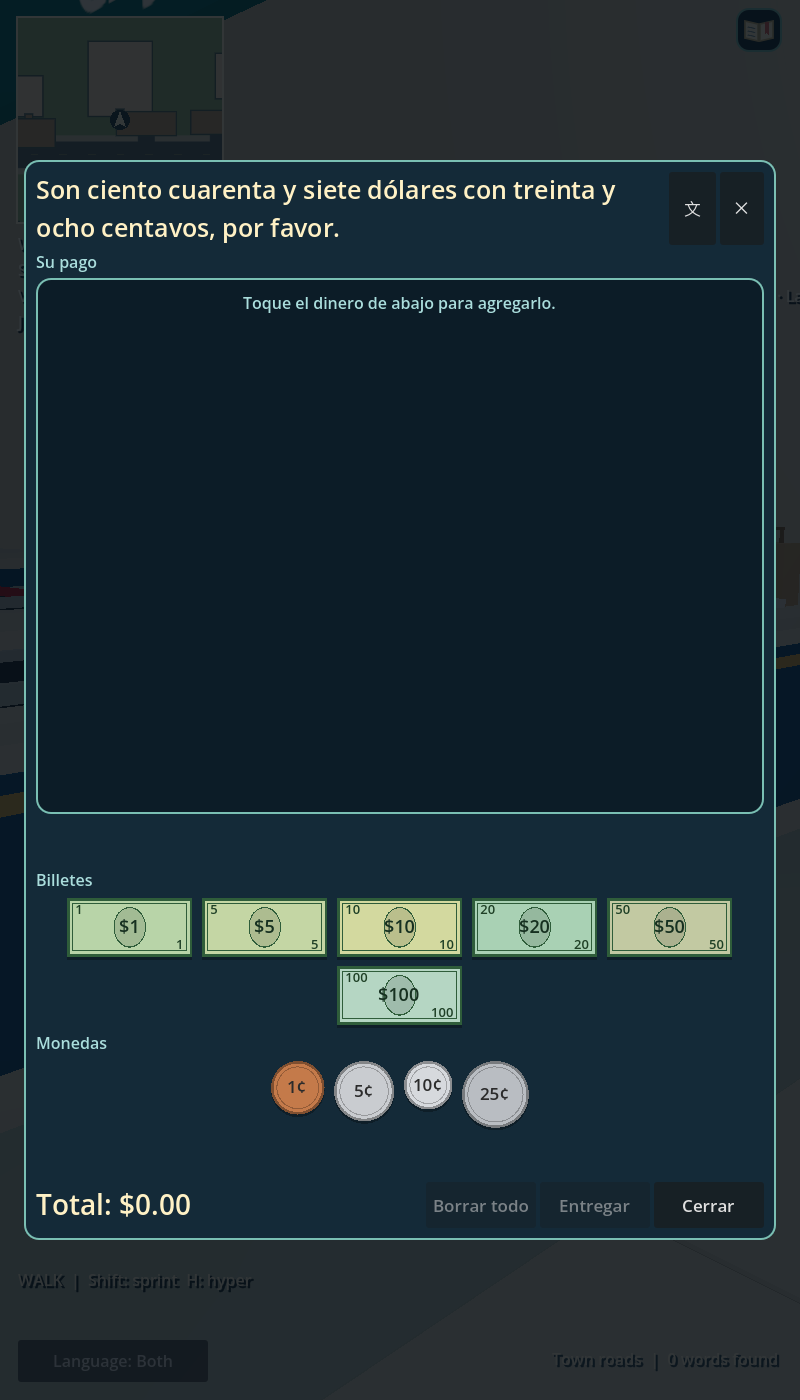 Son ciento cuarenta y siete dólares con treinta y
ocho centavos, por favor.
文
×
Su pago
Toque el dinero de abajo para agregarlo.
Billetes
1 $1 1
5 $5 5
10 $10 10
20 $20 20
50 $50 50
100 $100 100
Monedas
1¢ 5¢ 10¢ 25¢
Total: $0.00
Borrar todo
Entregar
Cerrar
WALK | Shift: sprint H: hyper
Language: Both
Town roads | 0 words found